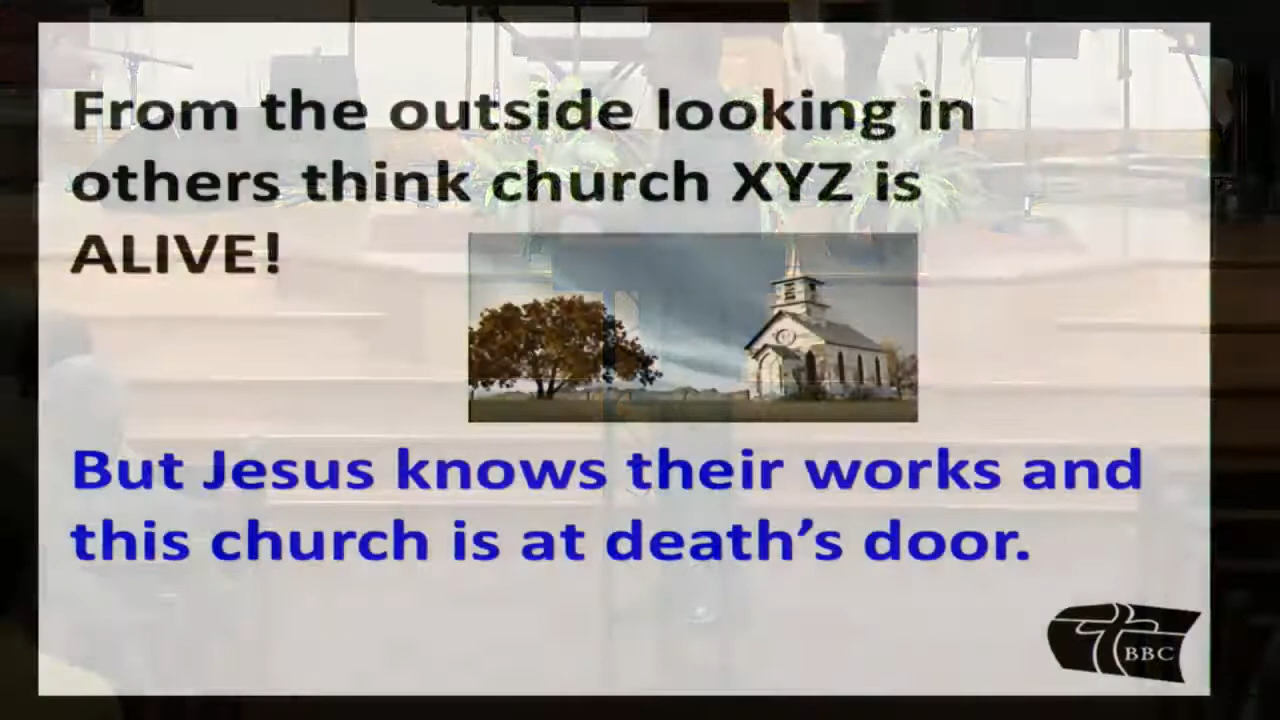 From the outside looking in
others think church XYZ is
ALIVE!
But Jesus knows their works and
this church is at death’s door.
BBC